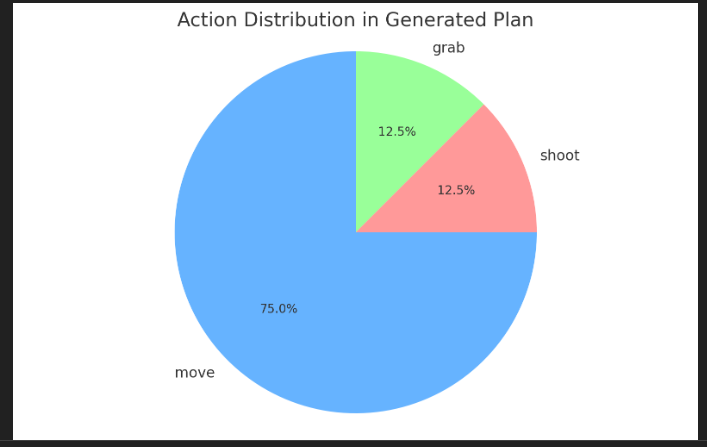 Action Distribution in Generated Plan
grab
12.5%
shoot
12.5%
75.0%
move